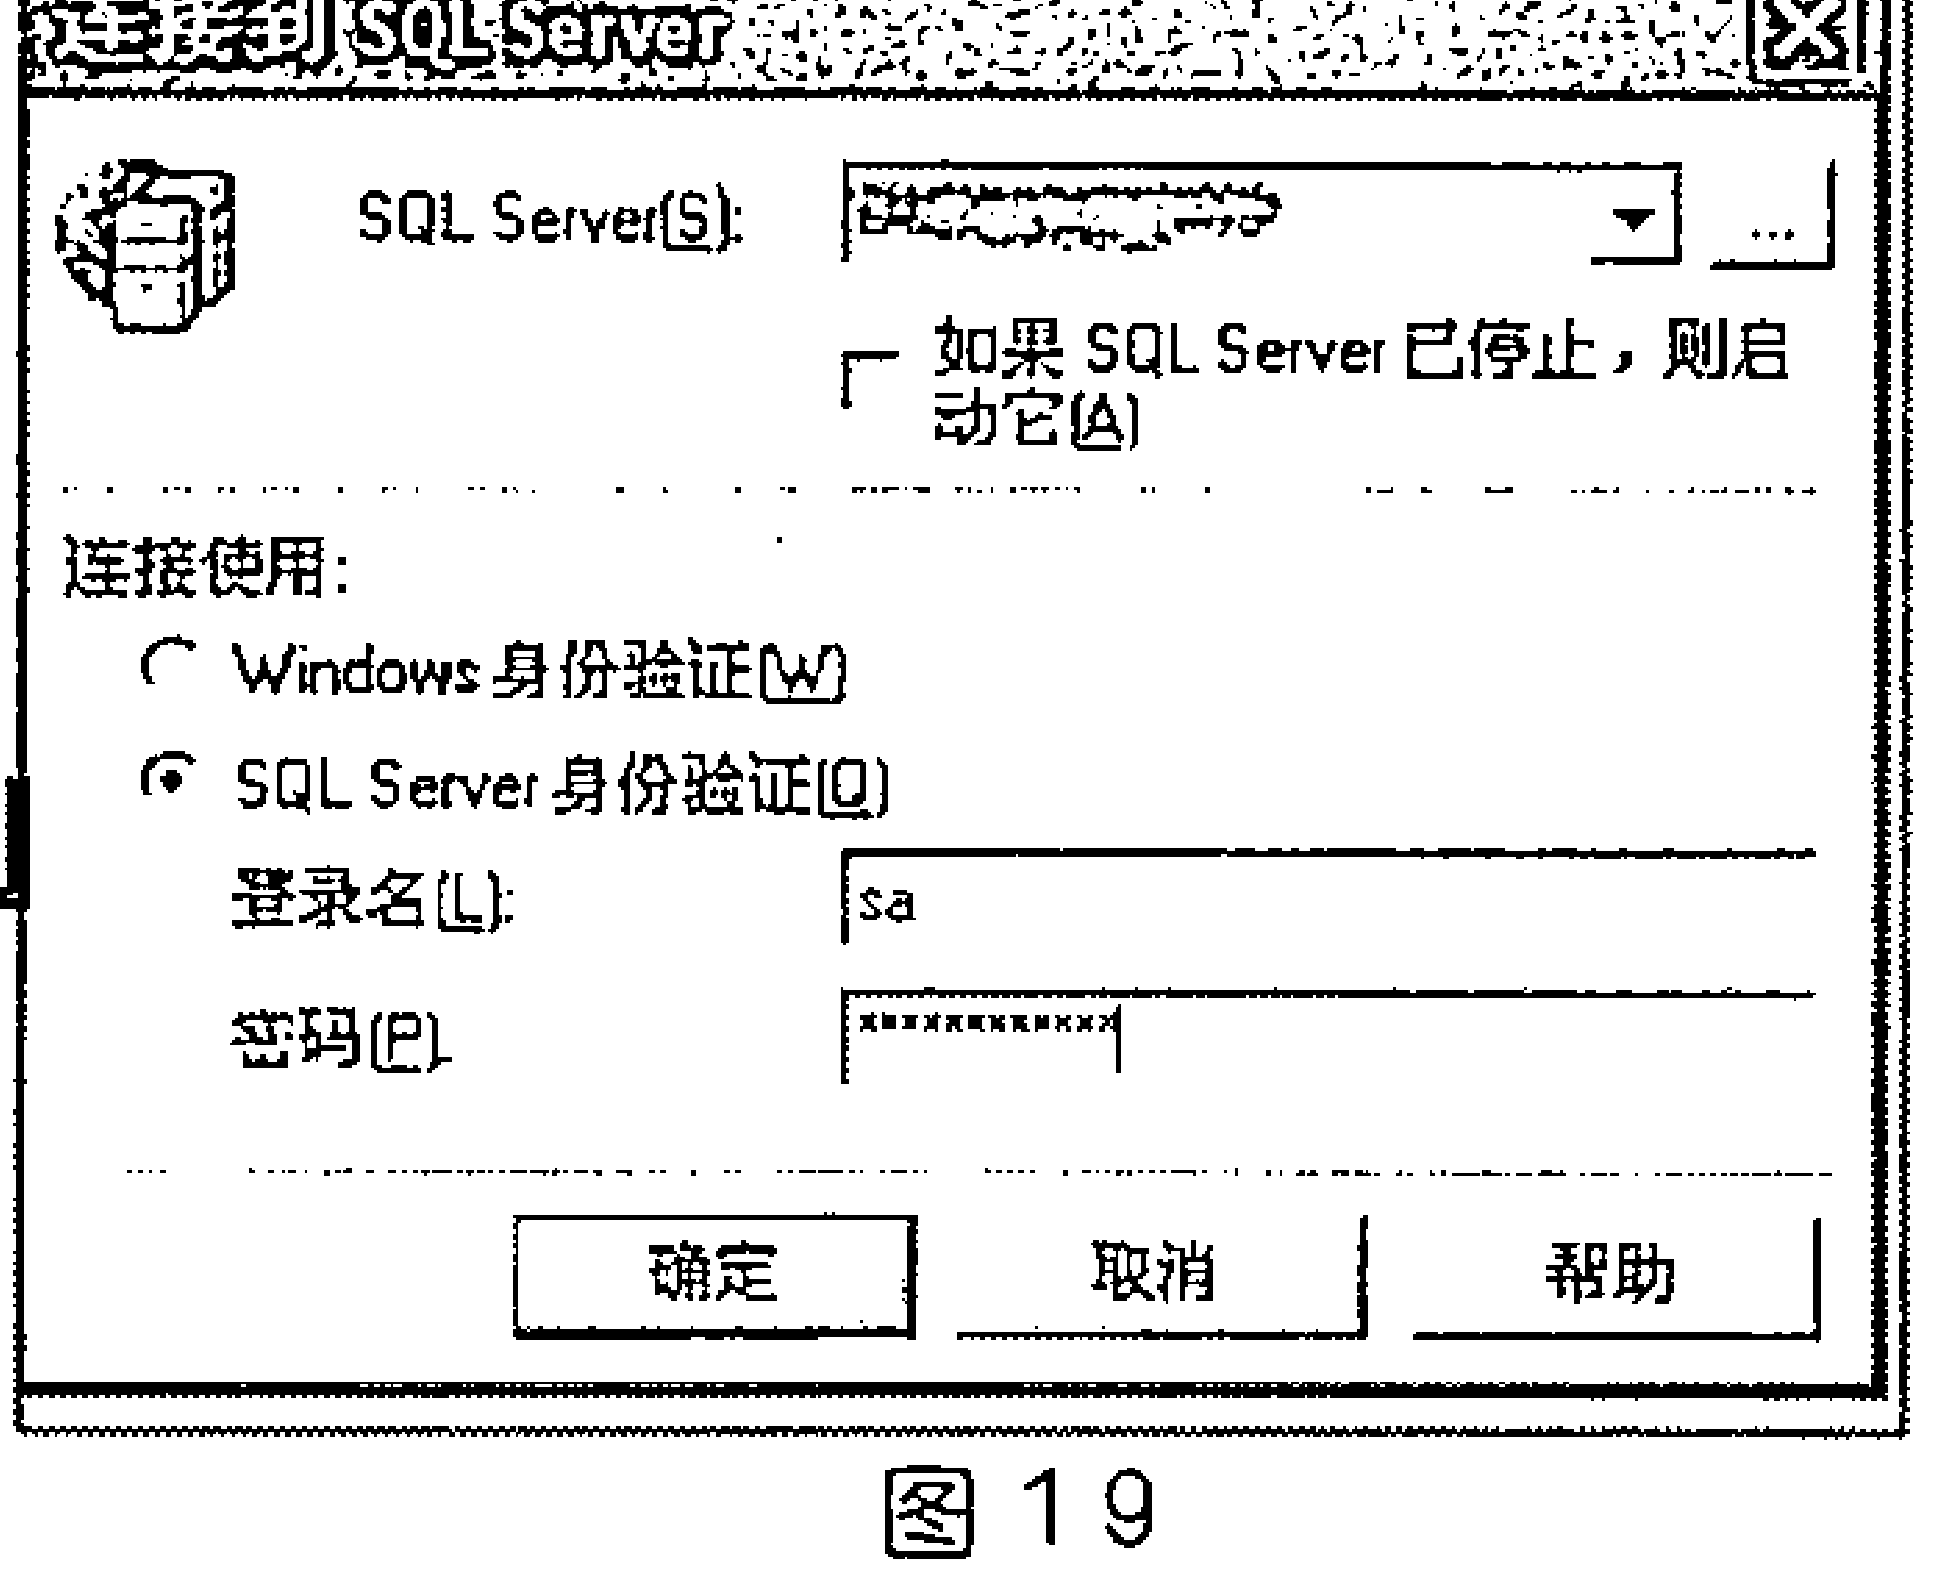 连接到 SQL Server
SQL Server(S):
...
如果 SQL Server 已停止，则启
动它(A)
连接使用:
Windows 身份验证(W)
SQL Server 身份验证(Q)
登录名(L):
sa
密码(P)
************
确定 取消 帮助
图 19